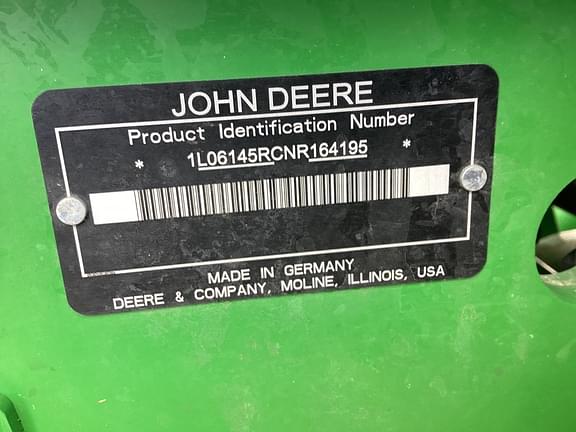 JOHN DEERE
Product Identification Number
* 1L06145RCNR164195 *
MADE IN GERMANY
DEERE & COMPANY, MOLINE, ILLINOIS, USA